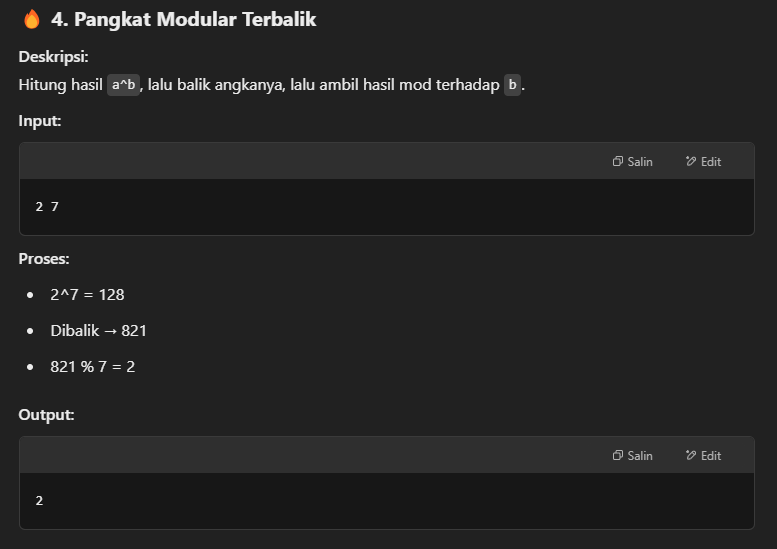 🔥 4. Pangkat Modular Terbalik
Deskripsi:
Hitung hasil a^b, lalu balik angkanya, lalu ambil hasil mod terhadap b.
Input:
Salin Edit
2 7
Proses:
• 2^7 = 128
• Dibalik → 821
• 821 % 7 = 2
Output:
Salin Edit
2